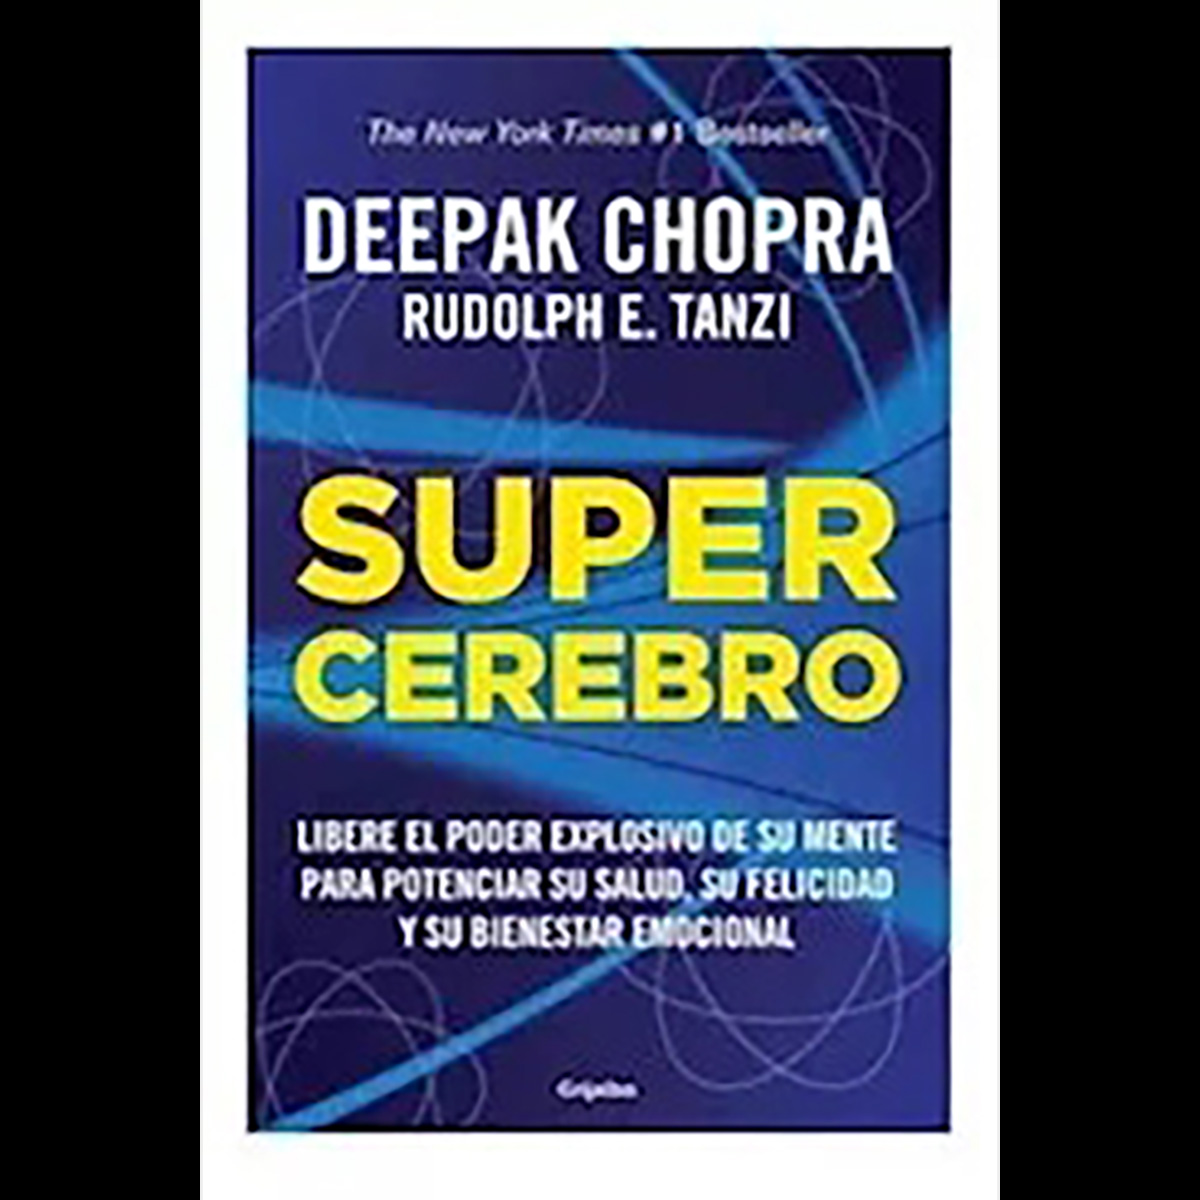 The New York Times #1 Bestseller
DEEPAK CHOPRA
RUDOLPH E. TANZI
SUPER
CEREBRO
LIBERE EL PODER EXPLOSIVO DE SU MENTE
PARA POTENCIAR SU SALUD, SU FELICIDAD
Y SU BIENESTAR EMOCIONAL
Grijalbo